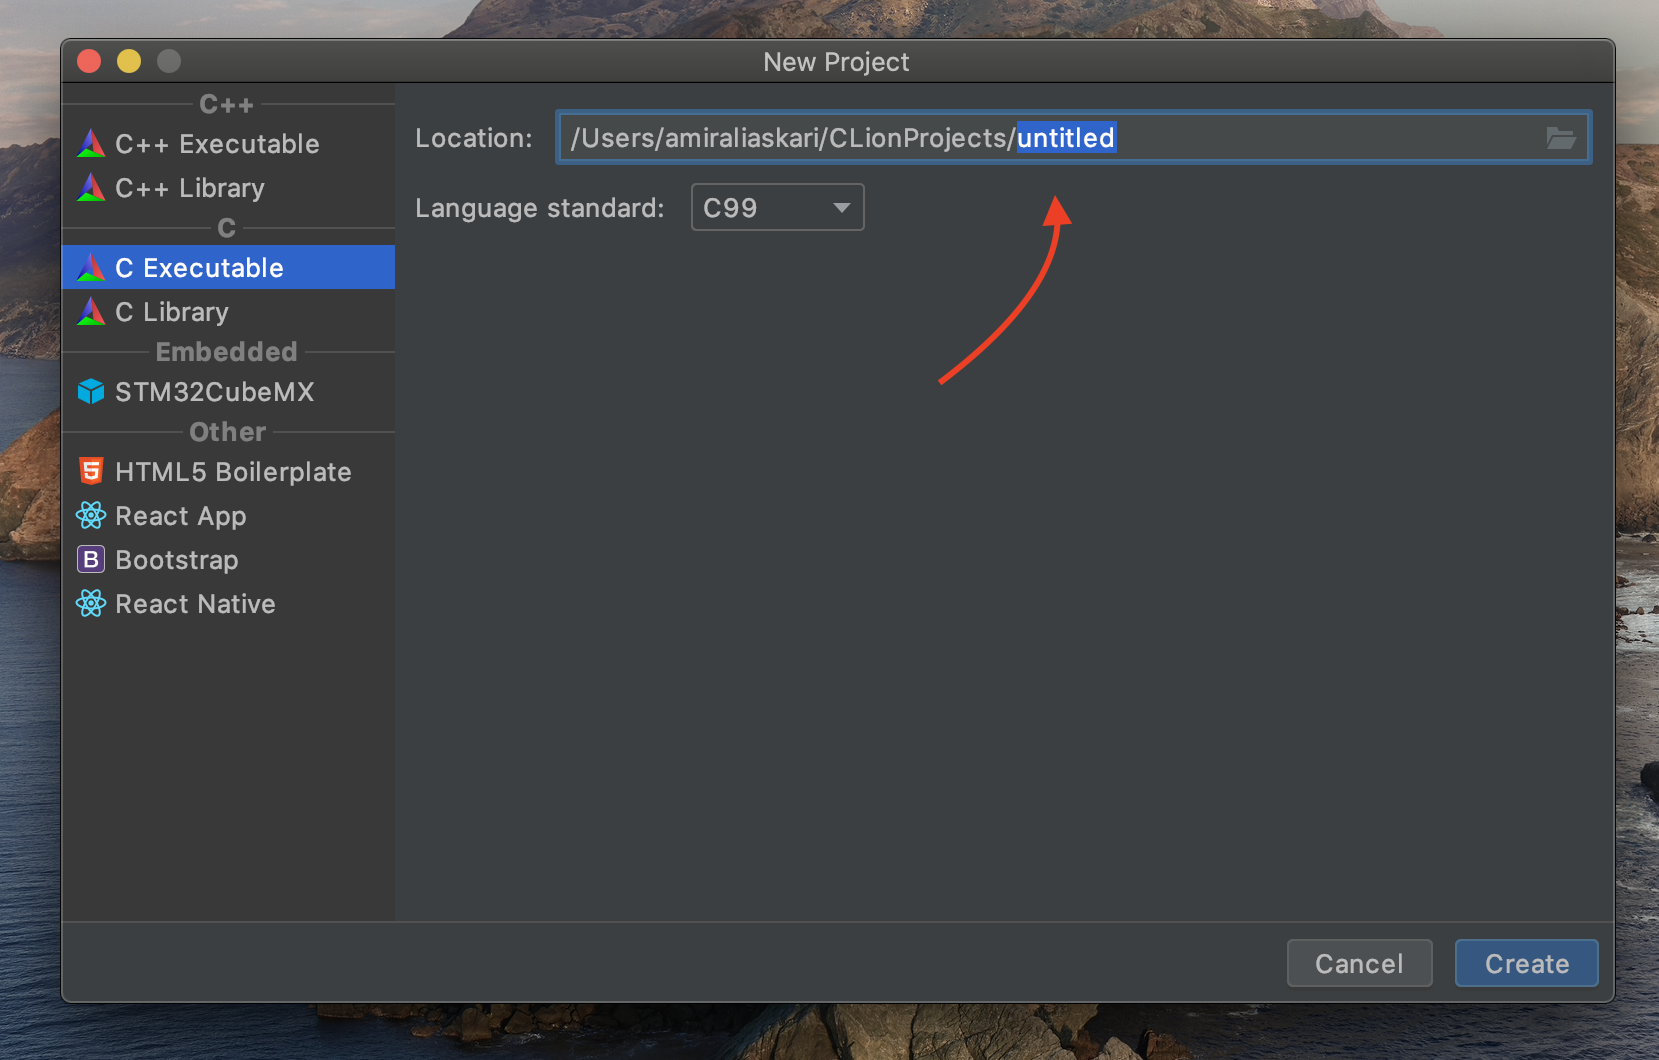 New Project
C++
C++ Executable
C++ Library
C
C Executable
C Library
Embedded
STM32CubeMX
Other
5 HTML5 Boilerplate
React App
B Bootstrap
React Native
Location: /Users/amiraliaskari/CLionProjects/untitled
Language standard: C99
Cancel Create